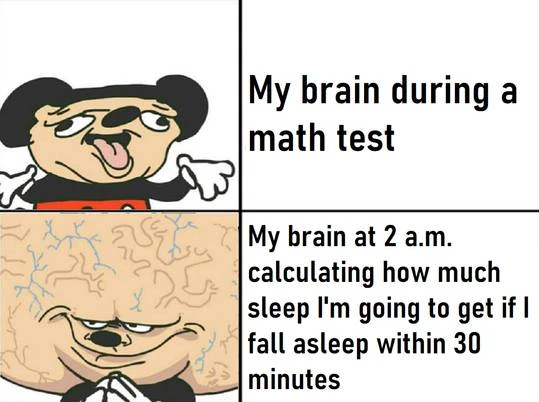 My brain during a
math test
My brain at 2 a.m.
calculating how much
sleep I'm going to get if I
fall asleep within 30
minutes